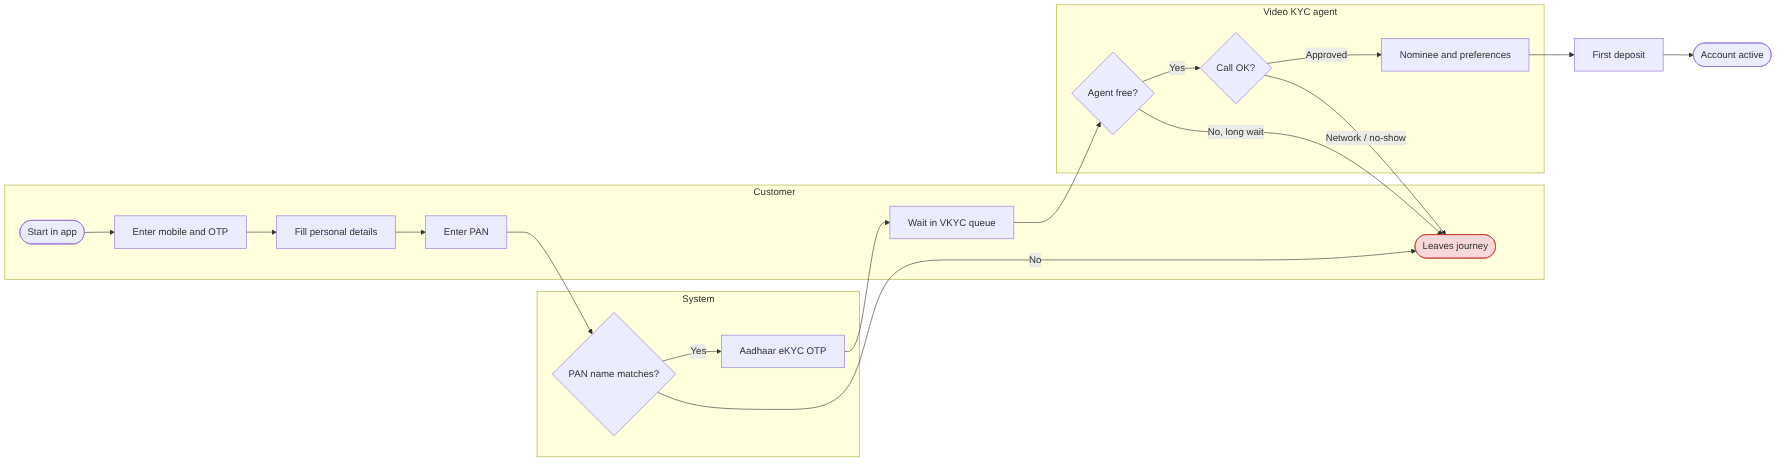 Video KYC agent
Agent free?
Yes
Call OK?
Approved
Nominee and preferences
First deposit
Account active
No, long wait
Network / no-show
Customer
Start in app
Enter mobile and OTP
Fill personal details
Enter PAN
Wait in VKYC queue
Leaves journey
No
System
PAN name matches?
Yes
Aadhaar eKYC OTP